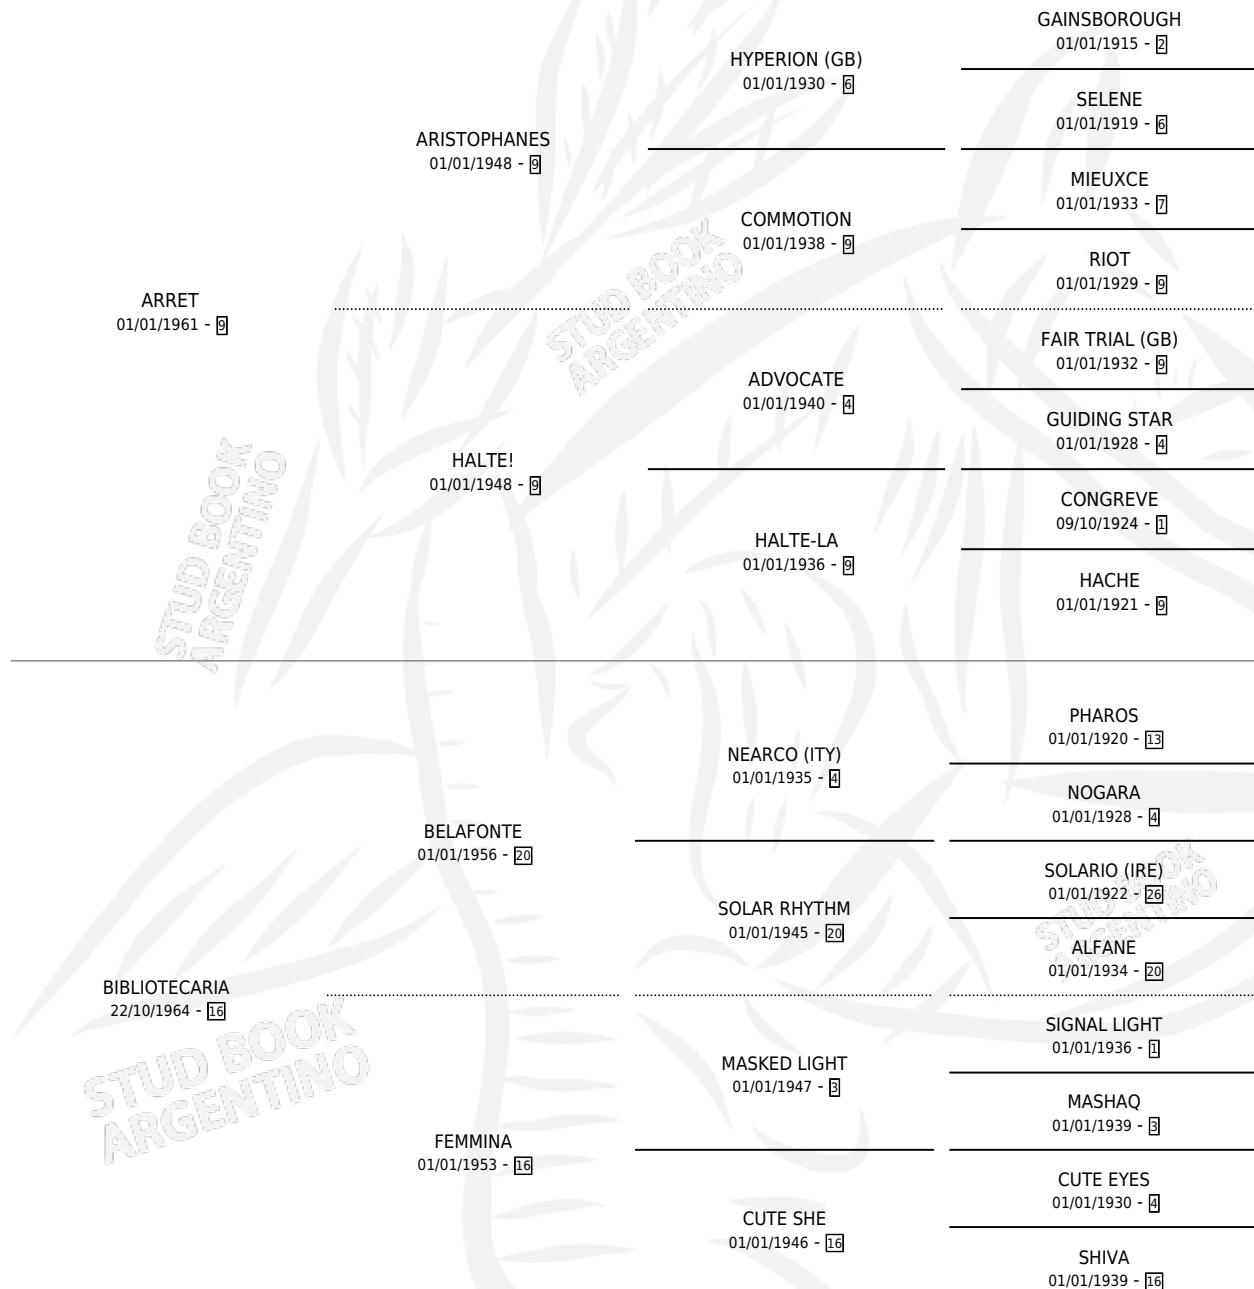 GAINSBOROUGH
01/01/1915 - 2
HYPERION (GB)
01/01/1930 - 6
SELENE
01/01/1919 - 6
ARISTOPHANES
01/01/1948 - 9
MIEUXCE
01/01/1933 - 7
COMMOTION
01/01/1938 - 9
RIOT
01/01/1929 - 9
ARRET
01/01/1961 - 9
FAIR TRIAL (GB)
01/01/1932 - 9
ADVOCATE
01/01/1940 - 4
GUIDING STAR
01/01/1928 - 4
HALTE!
01/01/1948 - 9
CONGREVE
09/10/1924 - 1
HALTE-LA
01/01/1936 - 9
HACHE
01/01/1921 - 9
PHAROS
01/01/1920 - 13
NEARCO (ITY)
01/01/1935 - 4
NOGARA
01/01/1928 - 4
BELAFONTE
01/01/1956 - 20
SOLARIO (IRE)
01/01/1922 - 26
SOLAR RHYTHM
01/01/1945 - 20
ALFANE
01/01/1934 - 20
BIBLIOTECARIA
22/10/1964 - 16
SIGNAL LIGHT
01/01/1936 - 1
MASKED LIGHT
01/01/1947 - 3
MASHAQ
01/01/1939 - 3
FEMMINA
01/01/1953 - 16
CUTE EYES
01/01/1930 - 4
CUTE SHE
01/01/1946 - 16
SHIVA
01/01/1939 - 16
STUD BOOK
ARGENTINO
STUD BOOK
ARGENTINO
STUD BOOK
ARGENTINO
STUD BOOK
ARGENTINO